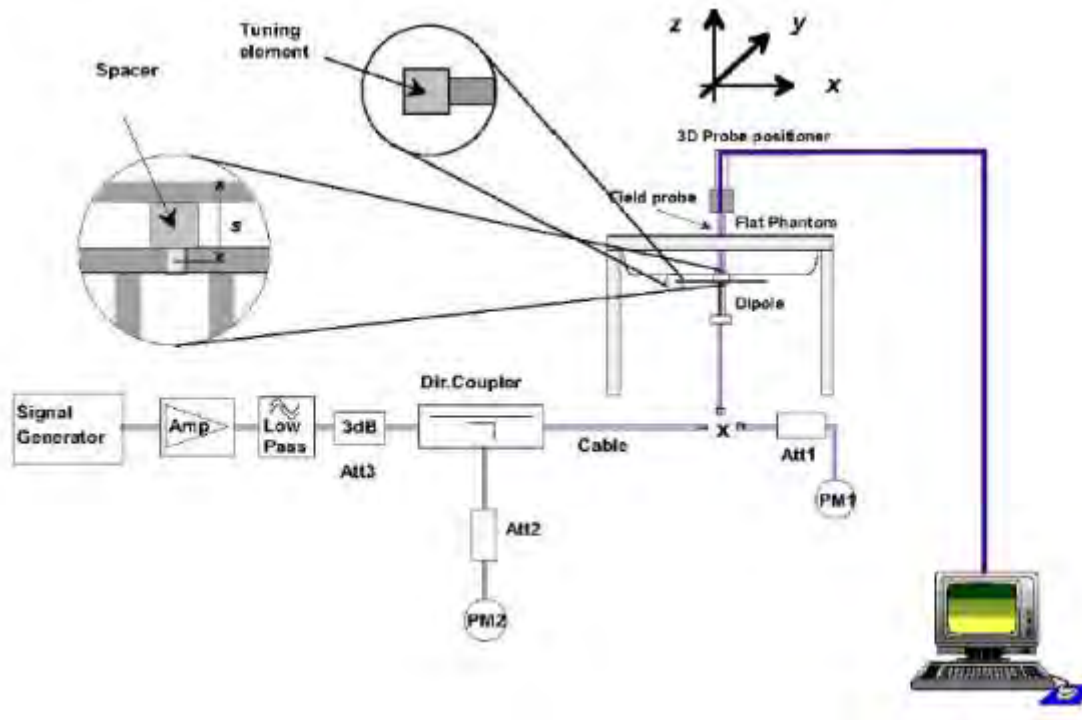 Tuning
element
Spacer
z
y
x
3D Probe positioner
Field probe
Flat Phantom
s
Dipole
Dir.Coupler
Signal
Generator
Amp
Low
Pass
3dB
Att3
Cable
x
Att1
PM1
Att2
PM2